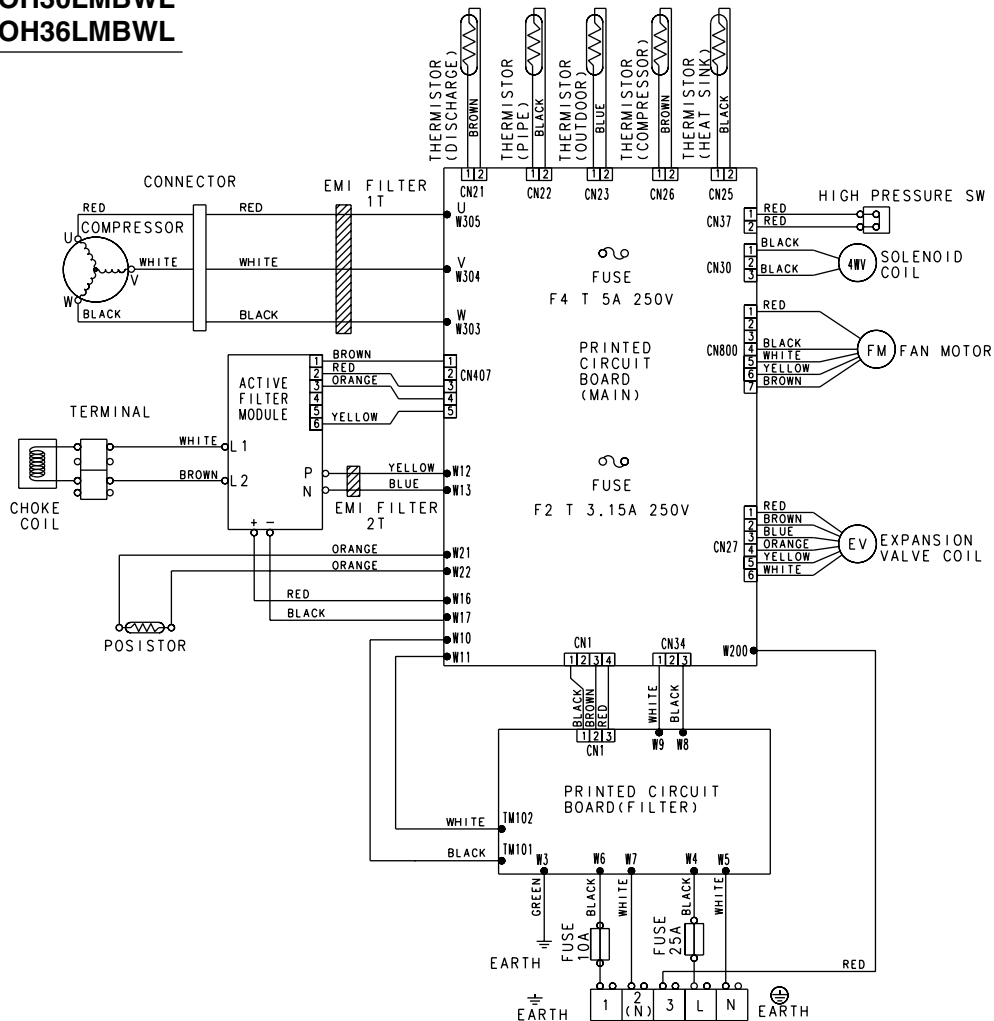 OH30LMBWL
OH36LMBWL
THERMISTOR
(DISCHARGE)
BROWN
THERMISTOR
(PIPE)
BLACK
THERMISTOR
(OUTDOOR)
BLUE
THERMISTOR
(COMPRESSOR)
BROWN
THERMISTOR
(HEAT SINK)
BLACK
1 2
1 2
1 2
1 2
1 2
CN21
CN22
CN23
CN26
CN25
CONNECTOR
EMI FILTER
1T
RED
RED
U
W305
COMPRESSOR
U
V
W
WHITE
WHITE
V
W304
BLACK
BLACK
W
W303
HIGH PRESSURE SW
CN37
1 RED
2 RED
CN30
1 BLACK
2
3 BLACK
4WV
SOLENOID
COIL
FUSE
F4 T 5A 250V
PRINTED
CIRCUIT
BOARD
(MAIN)
CN800
1 RED
2
3
4 BLACK
5 WHITE
6 YELLOW
7 BROWN
FM
FAN MOTOR
ACTIVE
FILTER
MODULE
1 BROWN 1
2 RED 2
3 ORANGE 3
4 4
5 5
6 YELLOW
CN407
TERMINAL
WHITE
L1
BROWN
L2
CHOKE
COIL
P
YELLOW
W12
N
BLUE
W13
EMI FILTER
2T
+ −
FUSE
F2 T 3.15A 250V
CN27
1 RED
2 BROWN
3 BLUE
4 ORANGE
5 YELLOW
6 WHITE
EV
EXPANSION
VALVE COIL
ORANGE
W21
ORANGE
W22
RED
W16
BLACK
W17
POSISTOR
W10
W11
CN1
1 2 3 4
CN34
1 2 3
W200
BLACK
BROWN
RED
WHITE
BLACK
1 2 3
CN1
W9
W8
PRINTED CIRCUIT
BOARD(FILTER)
WHITE
TM102
BLACK
TM101
W3
W6
W7
W4
W5
GREEN
BLACK
WHITE
BLACK
WHITE
FUSE
10A
FUSE
25A
EARTH
RED
EARTH
1
2
(N)
3
L
N
EARTH